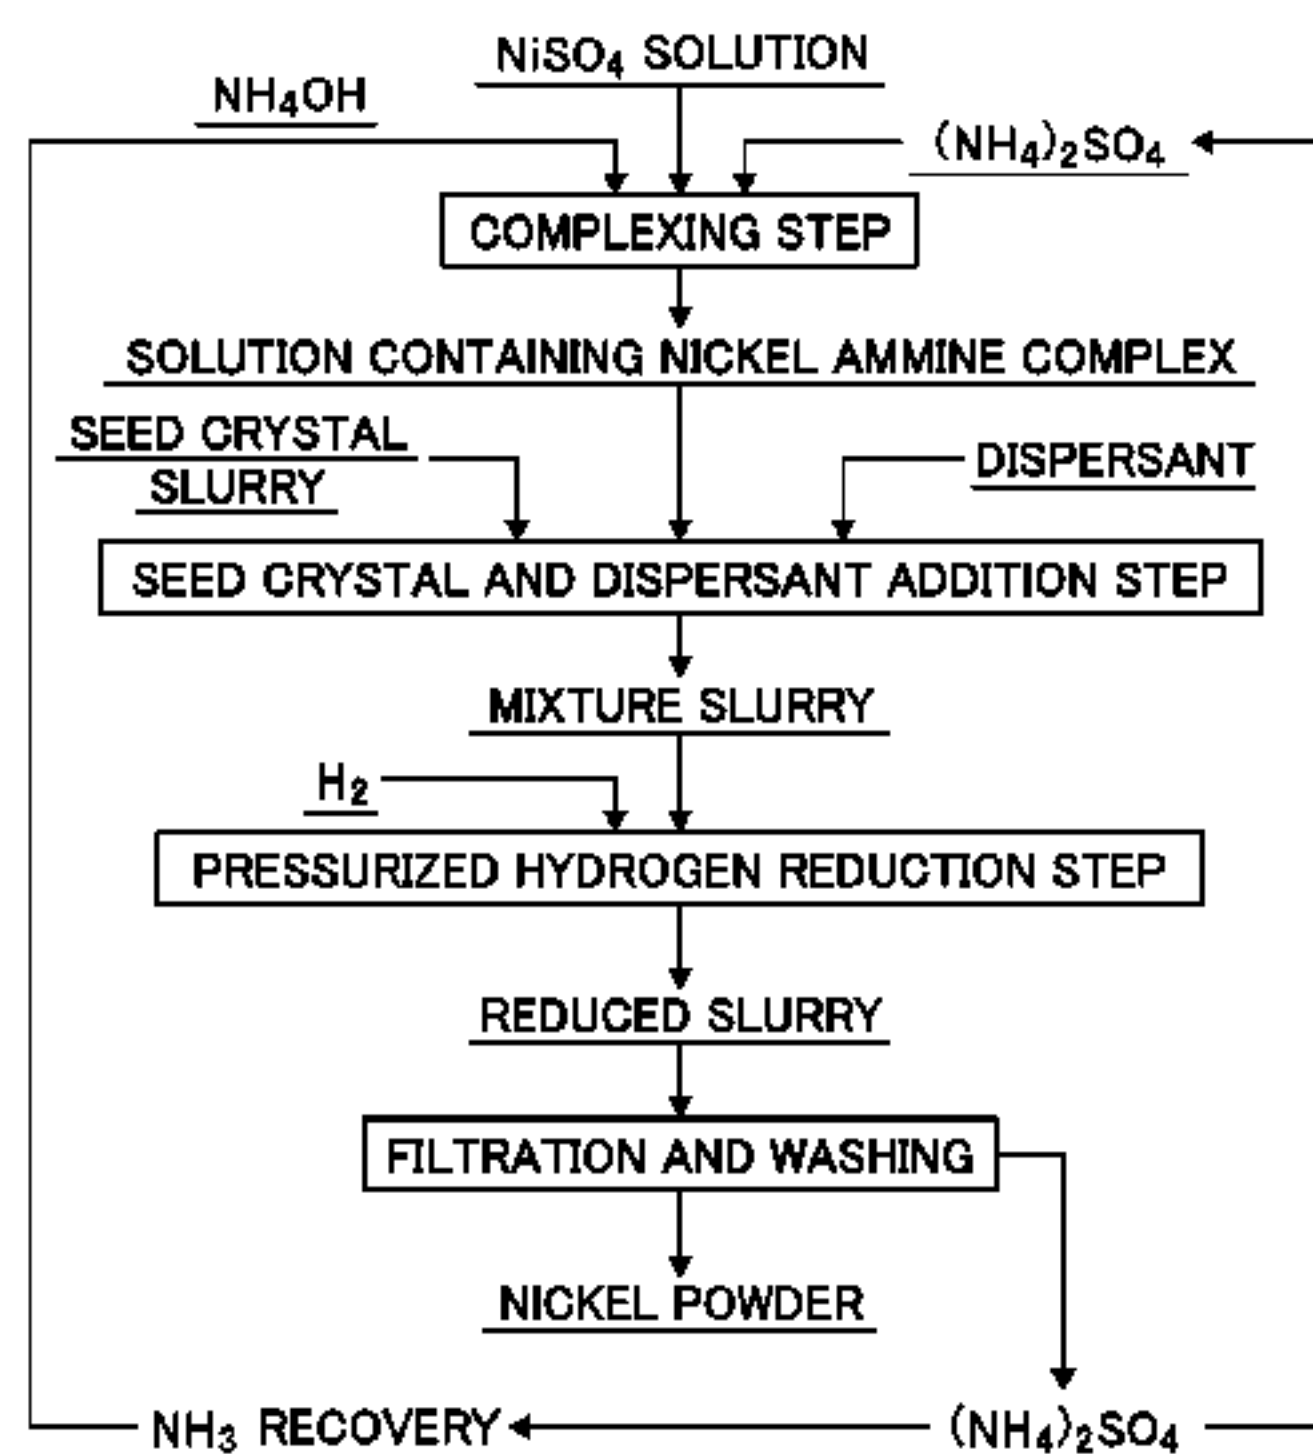 NiSO₄ SOLUTION
NH₄OH
(NH₄)₂SO₄
COMPLEXING STEP
SOLUTION CONTAINING NICKEL AMMINE COMPLEX
SEED CRYSTAL
SLURRY
DISPERSANT
SEED CRYSTAL AND DISPERSANT ADDITION STEP
MIXTURE SLURRY
H₂
PRESSURIZED HYDROGEN REDUCTION STEP
REDUCED SLURRY
FILTRATION AND WASHING
NICKEL POWDER
NH₃ RECOVERY
(NH₄)₂SO₄